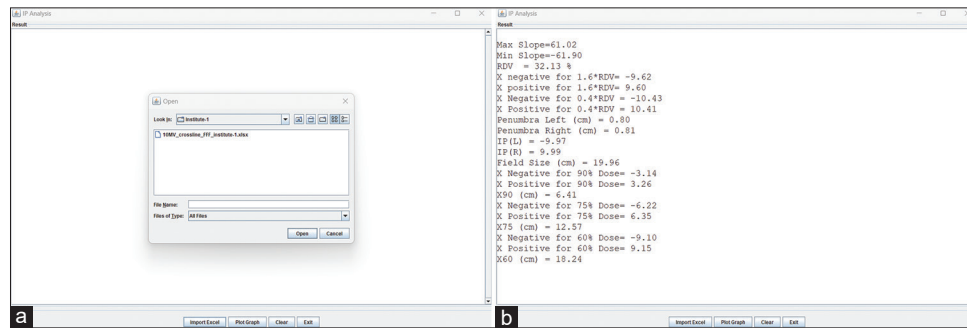 IP Analysis
Result
Open
Look In: Institute-1
10MV_crossline_FFF_institute-1.xlsx
File Name:
Files of Type: All Files
Open Cancel
Import Excel Plot Graph Clear Exit
a
IP Analysis
Result
Max Slope=61.02
Min Slope=-61.90
RDV = 32.13 %
X negative for 1.6*RDV= -9.62
X positive for 1.6*RDV= 9.60
X Negative for 0.4*RDV = -10.43
X Positive for 0.4*RDV = 10.41
Penumbra Left (cm) = 0.80
Penumbra Right (cm) = 0.81
IP(L) = -9.97
IP(R) = 9.99
Field Size (cm) = 19.96
X Negative for 90% Dose= -3.14
X Positive for 90% Dose= 3.26
X90 (cm) = 6.41
X Negative for 75% Dose= -6.22
X Positive for 75% Dose= 6.35
X75 (cm) = 12.57
X Negative for 60% Dose= -9.10
X Positive for 60% Dose= 9.15
X60 (cm) = 18.24
Import Excel Plot Graph Clear Exit
b